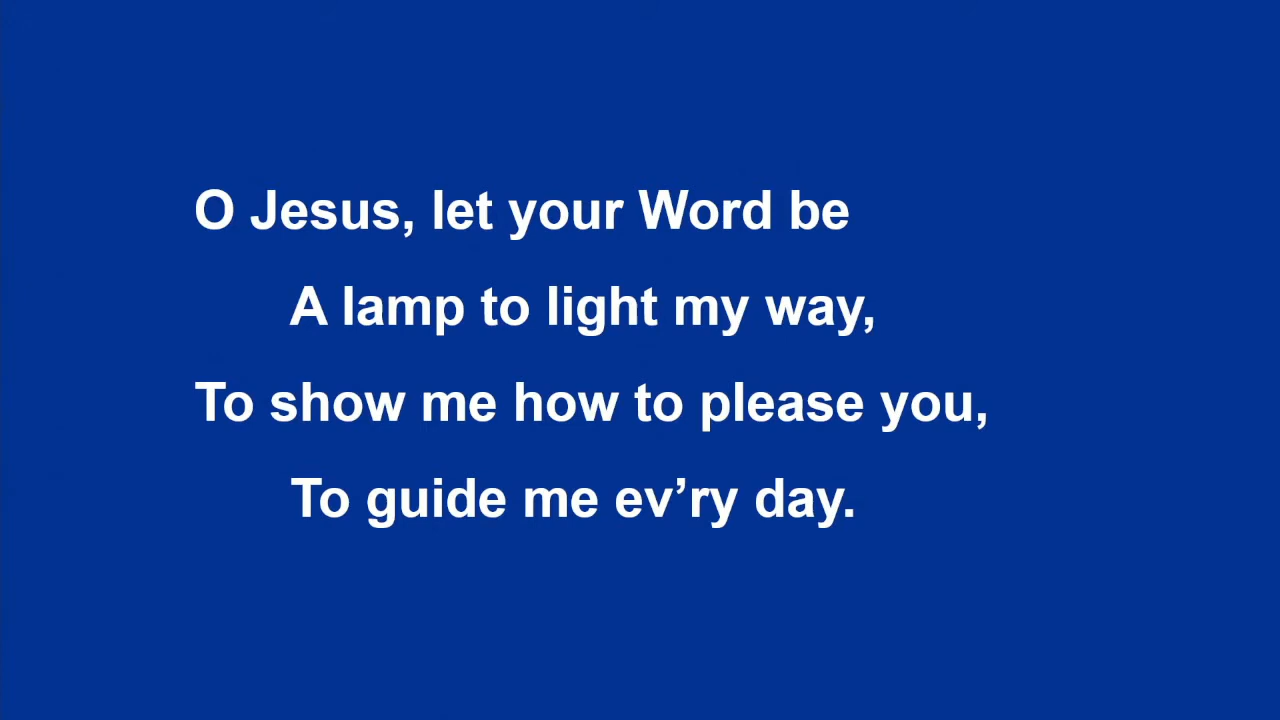 O Jesus, let your Word be
A lamp to light my way,
To show me how to please you,
To guide me ev’ry day.